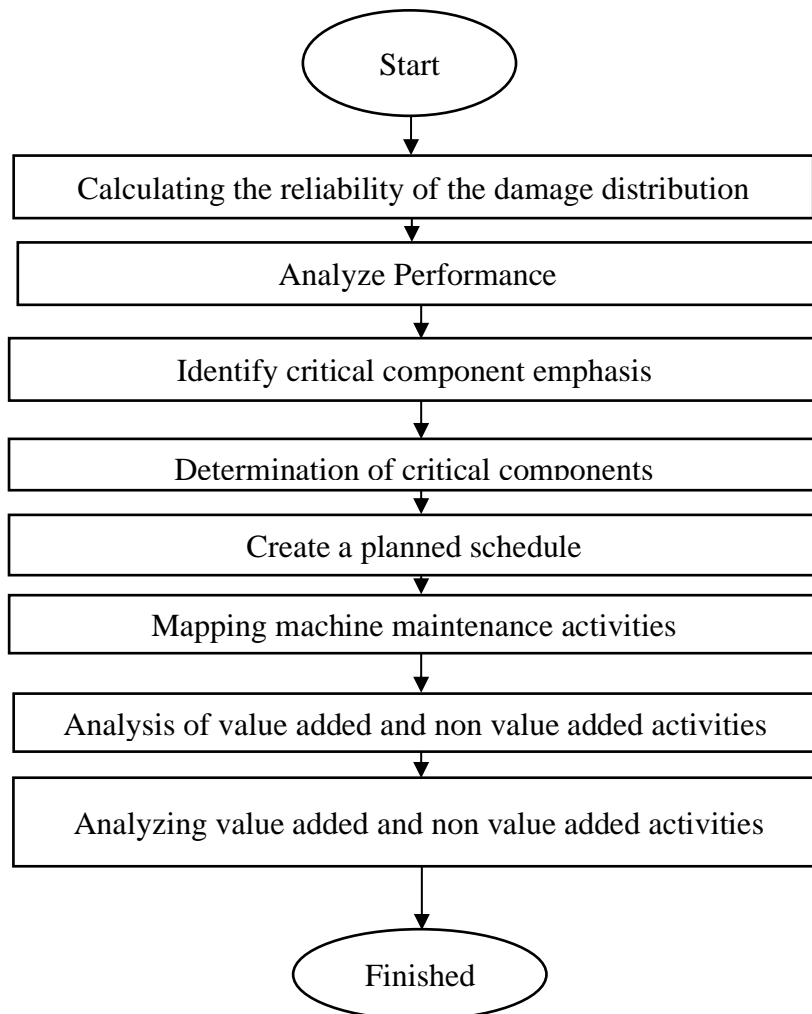 Start
Calculating the reliability of the damage distribution
Analyze Performance
Identify critical component emphasis
Determination of critical components
Create a planned schedule
Mapping machine maintenance activities
Analysis of value added and non value added activities
Analyzing value added and non value added activities
Finished